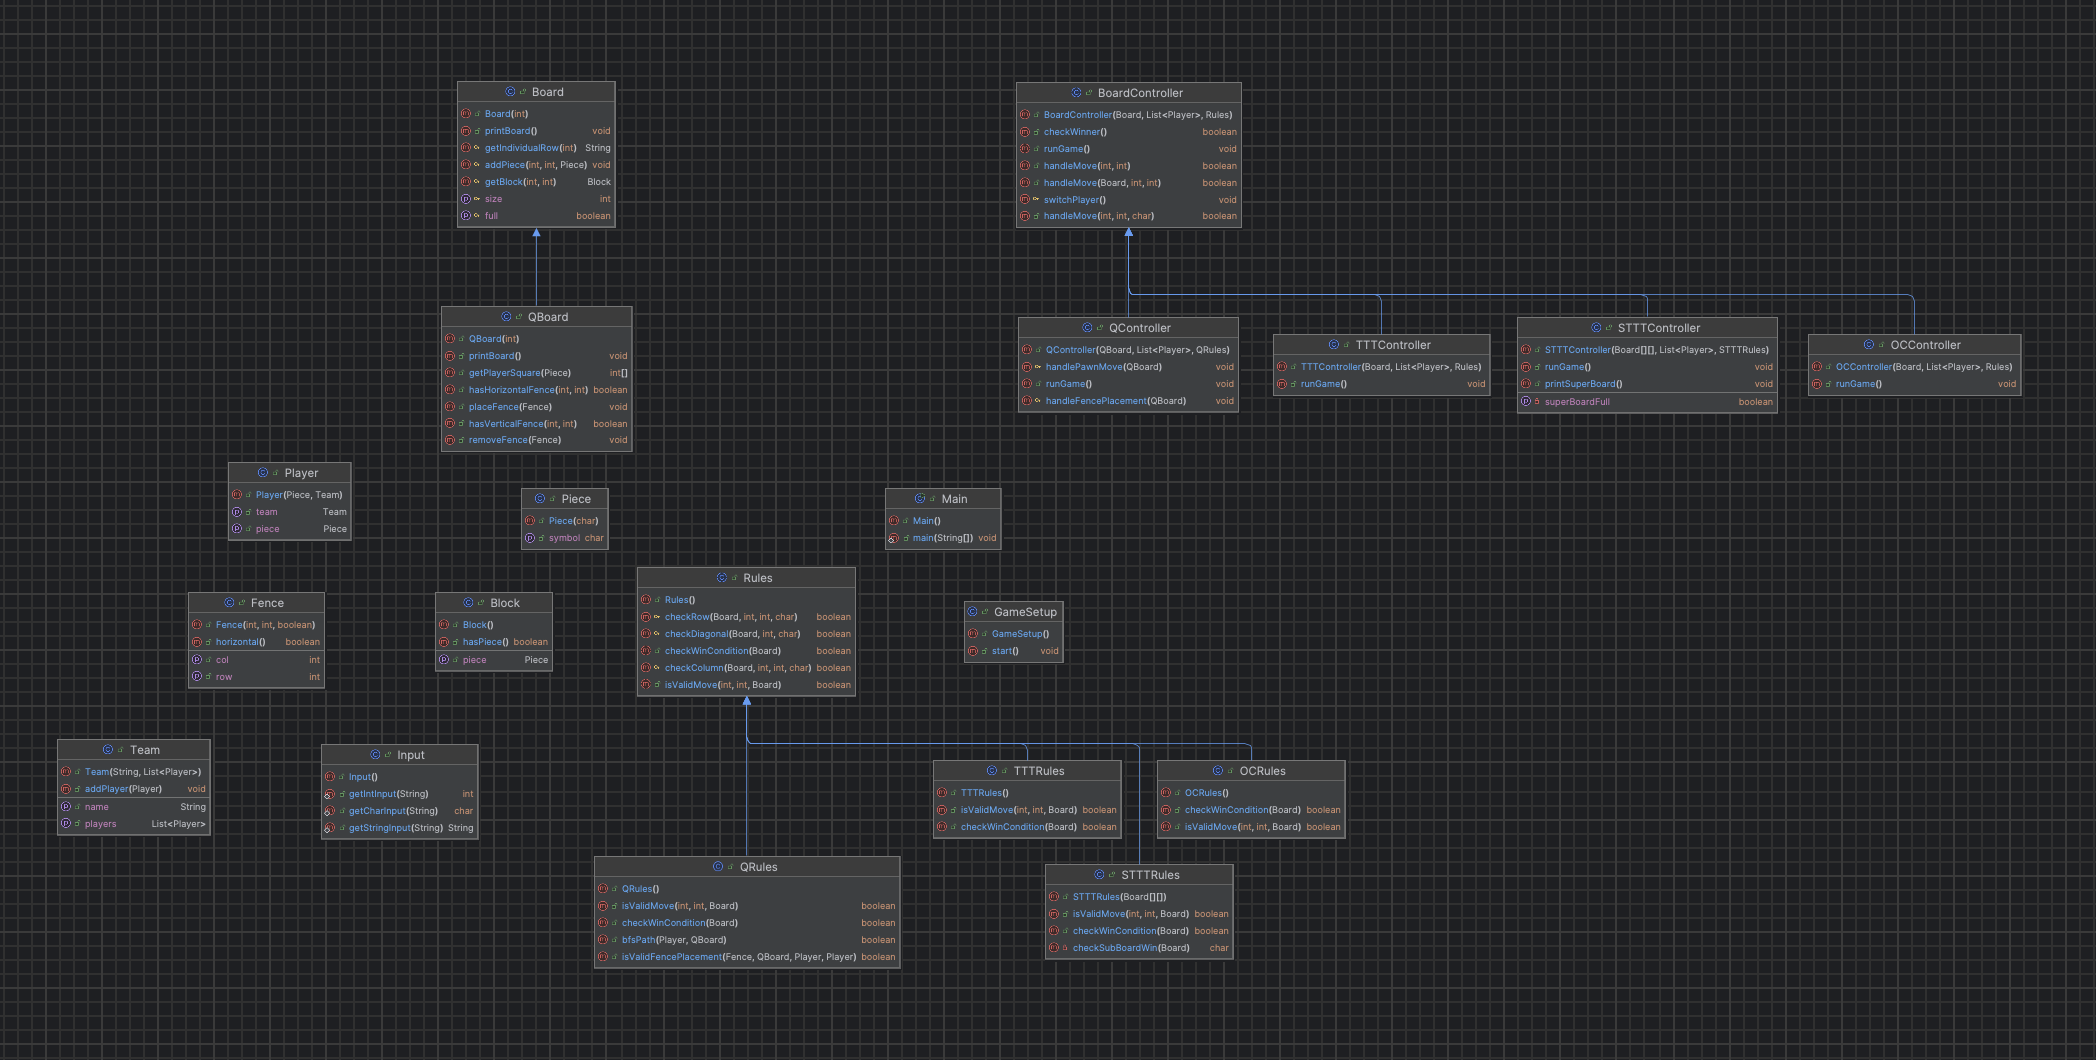 Board
Board(int)
printBoard() void
getIndividualRow(int) String
addPiece(int, int, Piece) void
getBlock(int, int) Block
size int
full boolean
BoardController
BoardController(Board, List<Player>, Rules)
checkWinner() boolean
runGame() void
handleMove(int, int) boolean
handleMove(Board, int, int) boolean
switchPlayer() void
handleMove(int, int, char) boolean
QBoard
QBoard(int)
printBoard() void
getPlayerSquare(Piece) int[]
hasHorizontalFence(int, int) boolean
placeFence(Fence) void
hasVerticalFence(int, int) boolean
removeFence(Fence) void
QController
QController(QBoard, List<Player>, QRules)
handlePawnMove(QBoard) void
runGame() void
handleFencePlacement(QBoard) void
TTTController
TTTController(Board, List<Player>, Rules)
runGame() void
STTTController
STTTController(Board[][], List<Player>, STTTRules)
runGame() void
printSuperBoard() void
superBoardFull boolean
OCController
OCController(Board, List<Player>, Rules)
runGame() void
Player
Player(Piece, Team)
team Team
piece Piece
Piece
Piece(char)
symbol char
Main
Main()
main(String[]) void
Fence
Fence(int, int, boolean)
horizontal() boolean
col int
row int
Block
Block()
hasPiece() boolean
piece Piece
Rules
Rules()
checkRow(Board, int, int, char) boolean
checkDiagonal(Board, int, char) boolean
checkWinCondition(Board) boolean
checkColumn(Board, int, int, char) boolean
isValidMove(int, int, Board) boolean
GameSetup
GameSetup()
start() void
Team
Team(String, List<Player>)
addPlayer(Player) void
name String
players List<Player>
Input
Input()
getIntInput(String) int
getCharInput(String) char
getStringInput(String) String
TTTRules
TTTRules()
isValidMove(int, int, Board) boolean
checkWinCondition(Board) boolean
OCRules
OCRules()
checkWinCondition(Board) boolean
isValidMove(int, int, Board) boolean
QRules
QRules()
isValidMove(int, int, Board) boolean
checkWinCondition(Board) boolean
bfsPath(Player, QBoard) boolean
isValidFencePlacement(Fence, QBoard, Player, Player) boolean
STTTRules
STTTRules(Board[][])
isValidMove(int, int, Board) boolean
checkWinCondition(Board) boolean
checkSubBoardWin(Board) char